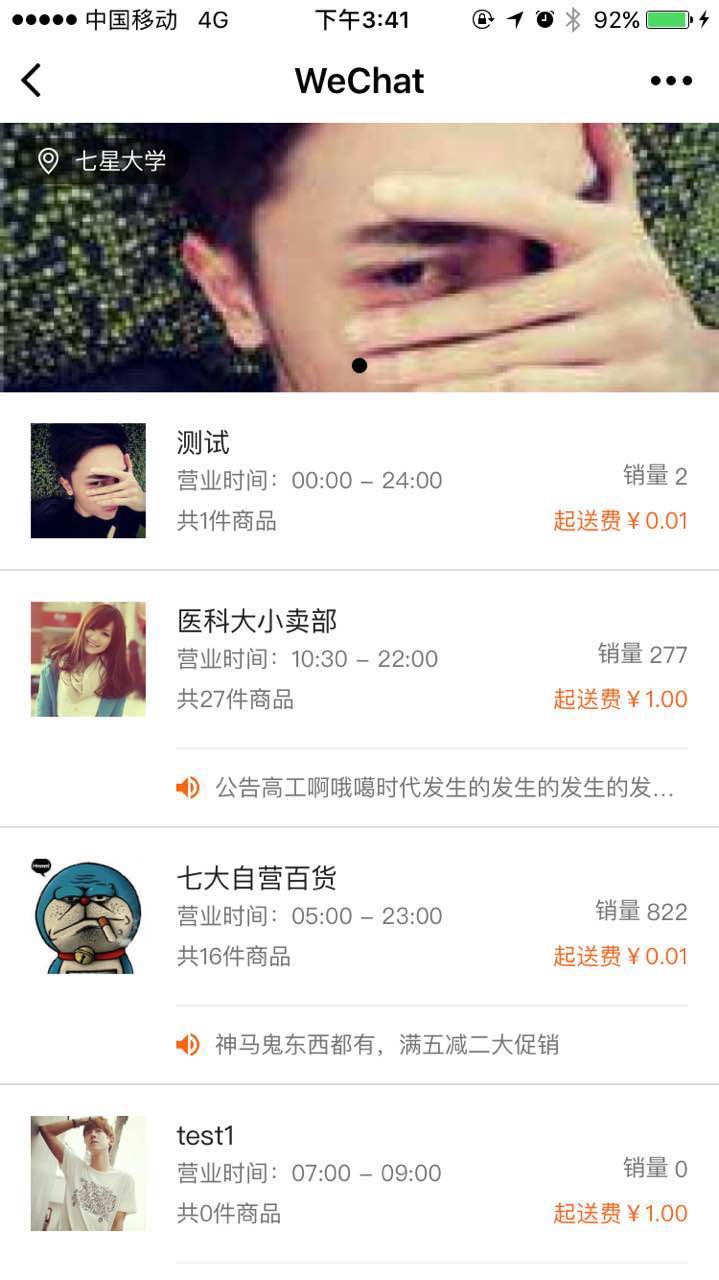 中国移动 4G 下午3:41 92%
WeChat
七星大学
测试
营业时间：00:00 – 24:00
销量 2
共1件商品
起送费￥0.01
医科大小卖部
营业时间：10:30 – 22:00
销量 277
共27件商品
起送费￥1.00
公告高工啊哦噶时代发生的发生的发生的发...
七大自营百货
营业时间：05:00 – 23:00
销量 822
共16件商品
起送费￥0.01
神马鬼东西都有，满五减二大促销
test1
营业时间：07:00 – 09:00
销量 0
共0件商品
起送费￥1.00